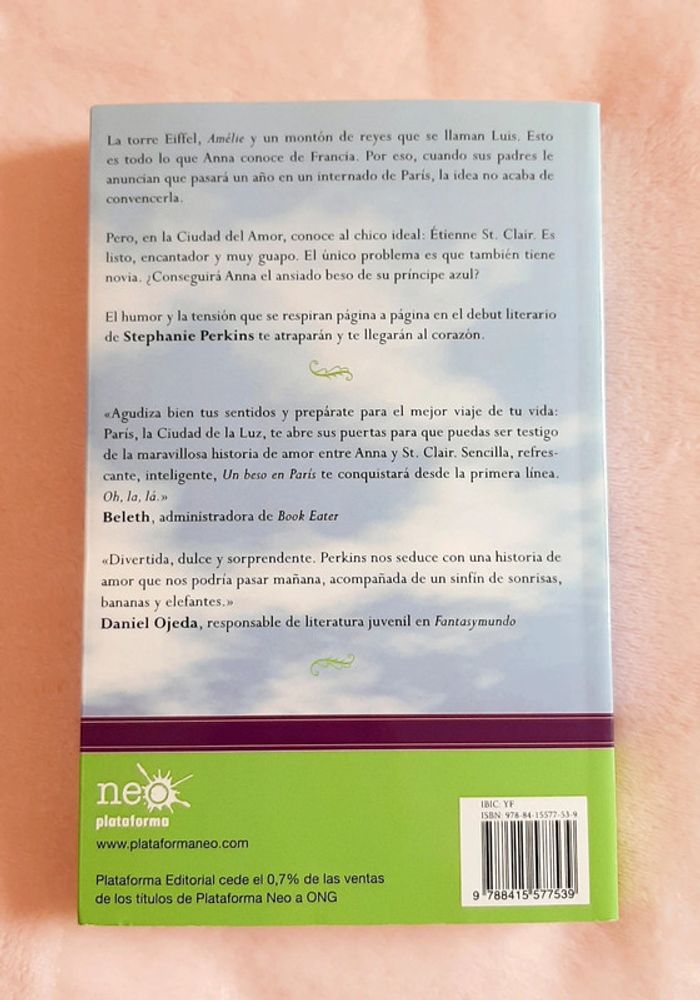 La torre Eiffel, Amélie y un montón de reyes que se llaman Luis. Esto
es todo lo que Anna conoce de Francia. Por eso, cuando sus padres le
anuncian que pasará un año en un internado de París, la idea no acaba de
convencerla.
Pero, en la Ciudad del Amor, conoce al chico ideal: Étienne St. Clair. Es
listo, encantador y muy guapo. El único problema es que también tiene
novia. ¿Conseguirá Anna el ansiado beso de su príncipe azul?
El humor y la tensión que se respiran página a página en el debut literario
de Stephanie Perkins te atraparán y te llegarán al corazón.
«Agudiza bien tus sentidos y prepárate para el mejor viaje de tu vida:
París, la Ciudad de la Luz, te abre sus puertas para que puedas ser testigo
de la maravillosa historia de amor entre Anna y St. Clair. Sencilla, refres-
cante, inteligente, Un beso en París te conquistará desde la primera línea.
Oh, la, lá.»
Beleth, administradora de Book Eater
«Divertida, dulce y sorprendente. Perkins nos seduce con una historia de
amor que nos podría pasar mañana, acompañada de un sinfín de sonrisas,
bananas y elefantes.»
Daniel Ojeda, responsable de literatura juvenil en Fantasymundo
neo
plataforma
www.plataformaneo.com
Plataforma Editorial cede el 0,7% de las ventas
de los títulos de Plataforma Neo a ONG
IBIC: YF
ISBN: 978-84-15577-53-9
9 788415 577539